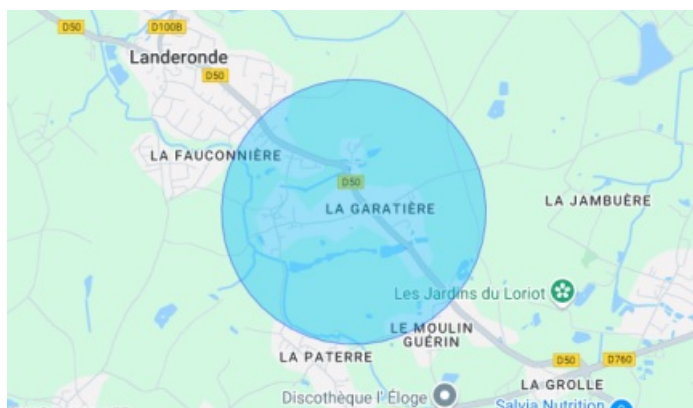 D50
D100B
Landeronde
D50
LA FAUCONNIÈRE
D50
LA GARATIÈRE
LA JAMBUÈRE
Les Jardins du Loriot
LE MOULIN
GUÉRIN
LA PATERRE
D50
D760
LA GROLLE
Discothèque l' Éloge
Salvia Nutrition